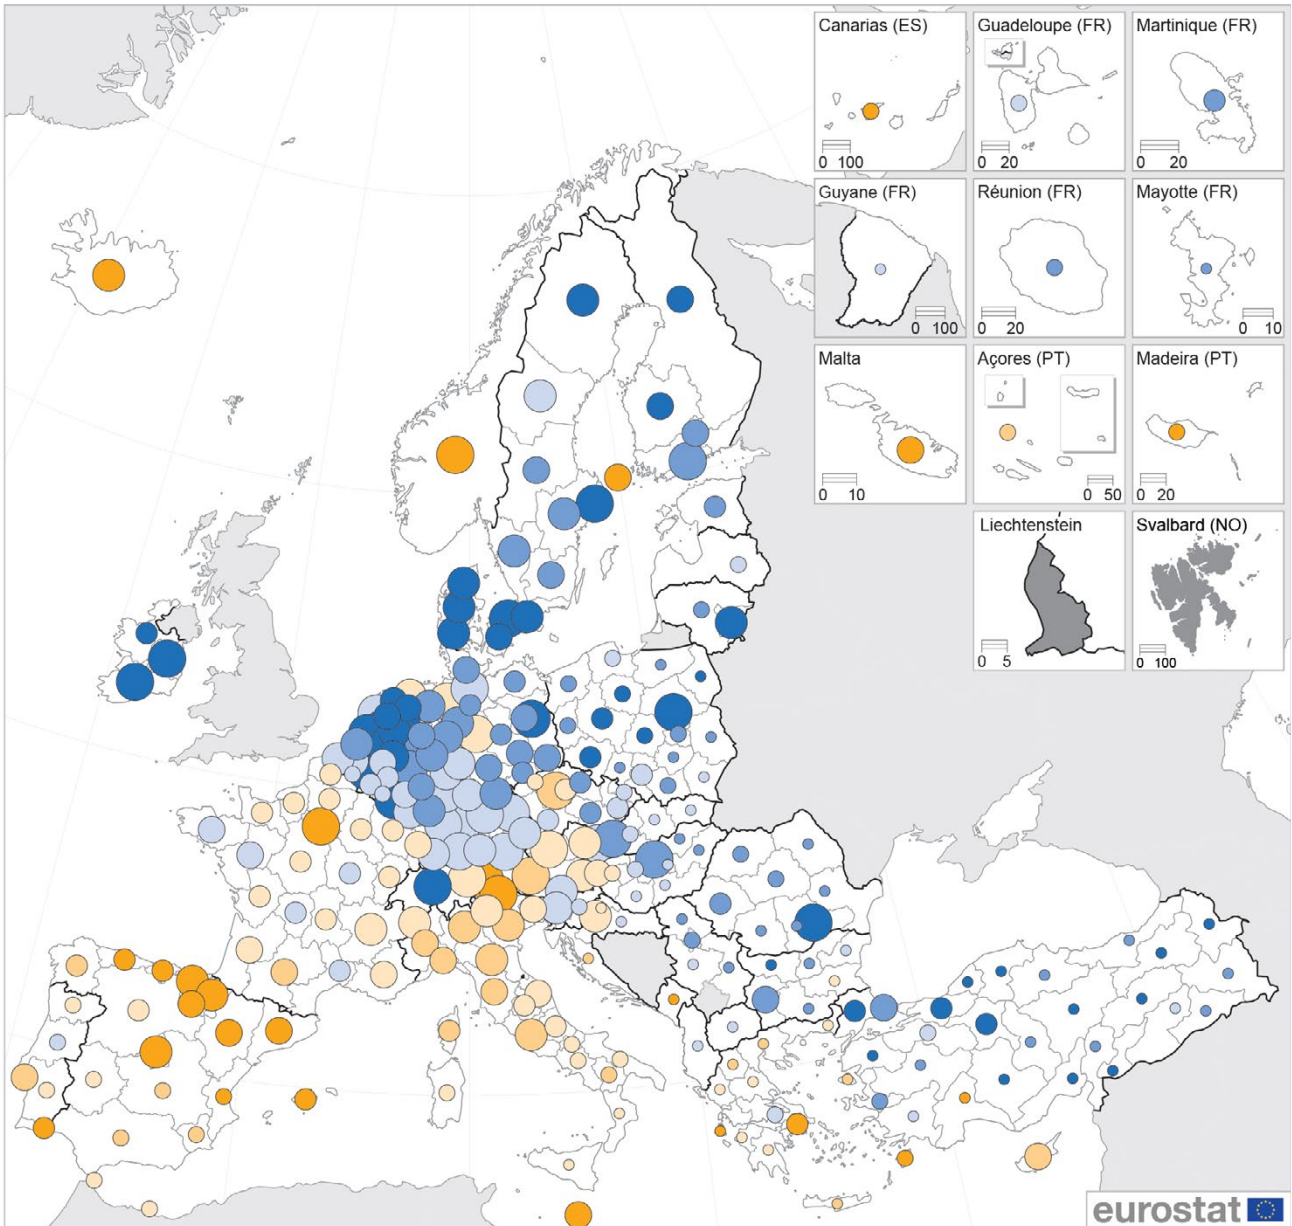 Canarias (ES)
0 100
Guadeloupe (FR)
0 20
Martinique (FR)
0 20
Guyane (FR)
0 100
Réunion (FR)
0 20
Mayotte (FR)
0 10
Malta
0 10
Açores (PT)
0 50
Madeira (PT)
0 20
Liechtenstein
0 5
Svalbard (NO)
0 100
eurostat